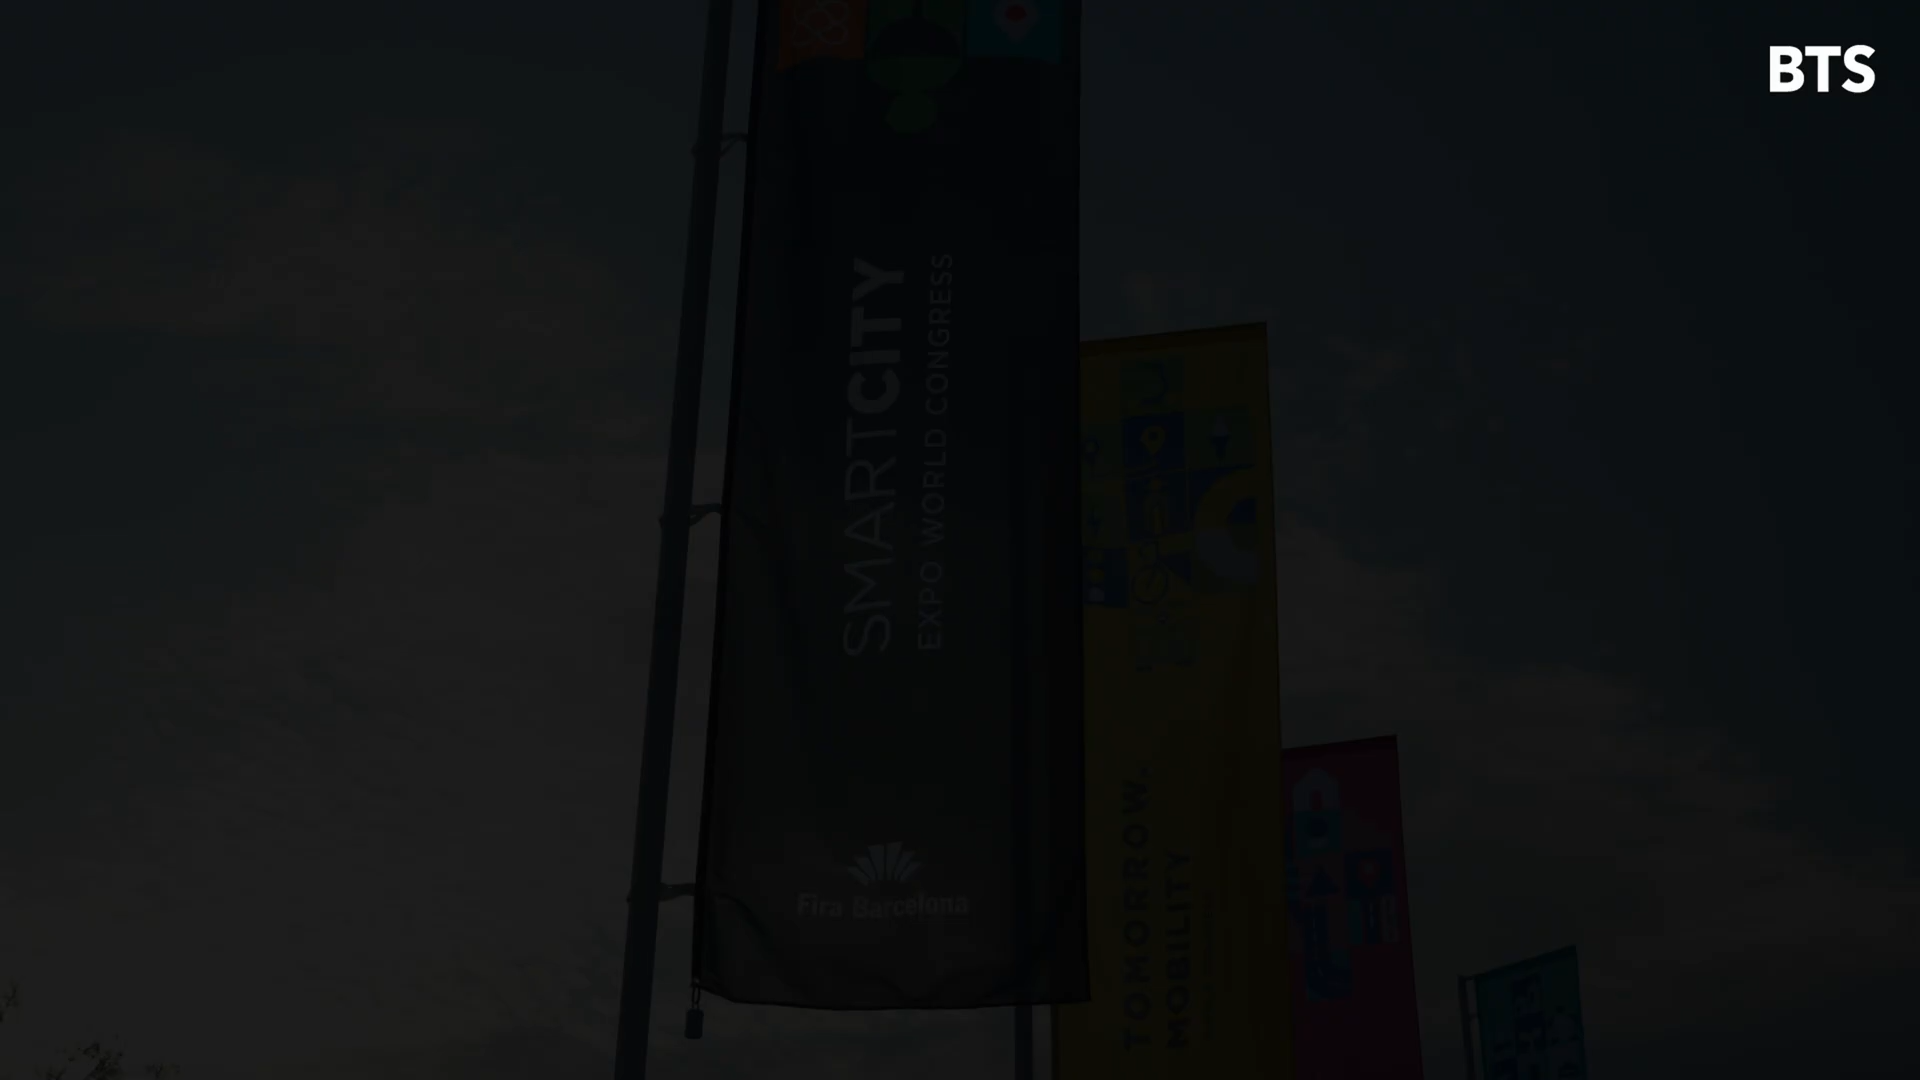 BTS
SMARTCITY
EXPO WORLD CONGRESS
Fira Barcelona
TOMORROW.
MOBILITY